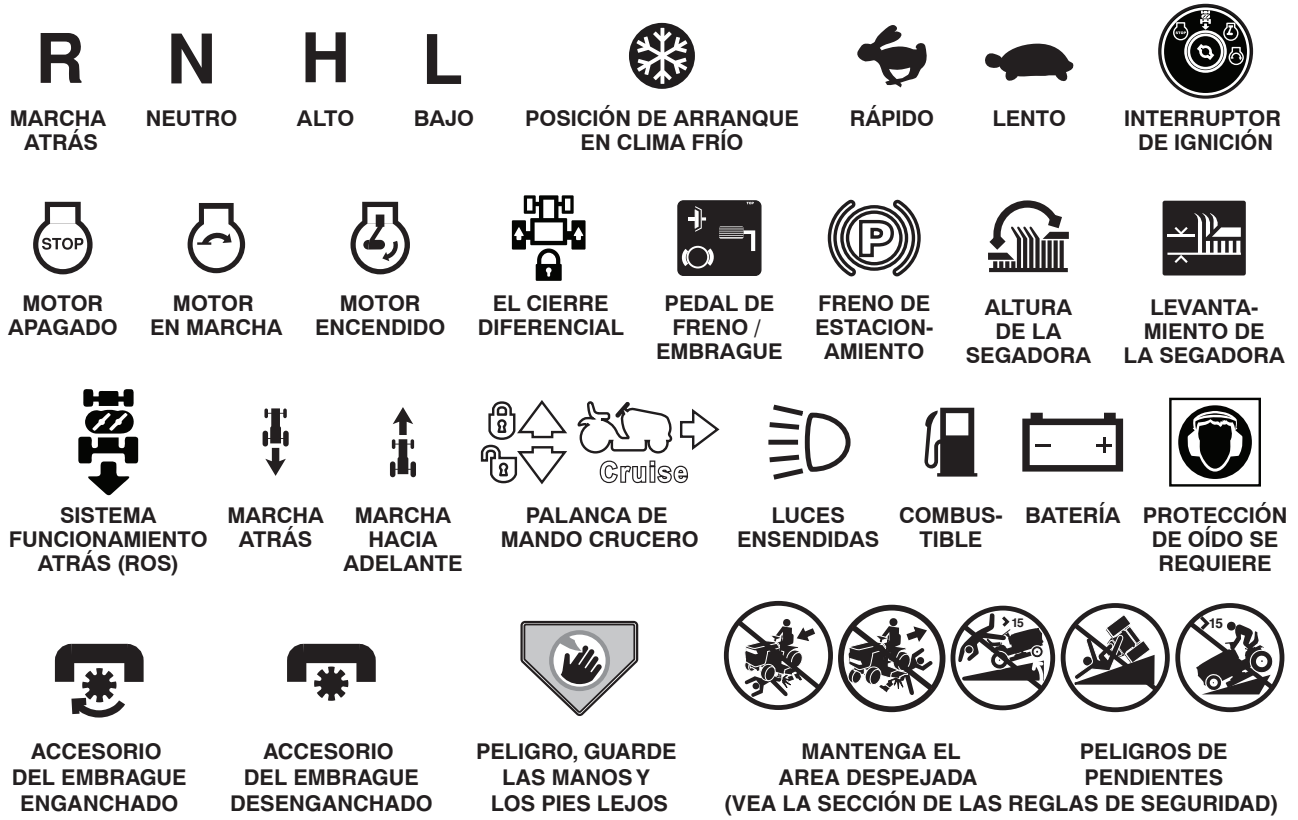 R N H L
MARCHA NEUTRO ALTO BAJO POSICIÓN DE ARRANQUE RÁPIDO LENTO INTERRUPTOR
ATRÁS EN CLIMA FRÍO DE IGNICIÓN
STOP
STOP TOP P
MOTOR MOTOR MOTOR EL CIERRE PEDAL DE FRENO DE ALTURA LEVANTA-
APAGADO EN MARCHA ENCENDIDO DIFERENCIAL FRENO / ESTACION- DE LA MIENTO DE
EMBRAGUE AMIENTO SEGADORA LA SEGADORA
Cruise - +
SISTEMA MARCHA MARCHA PALANCA DE LUCES COMBUS- BATERÍA PROTECCIÓN
FUNCIONAMIENTO ATRÁS HACIA MANDO CRUCERO ENSENDIDAS TIBLE DE OÍDO SE
ATRÁS (ROS) ADELANTE REQUIERE
>15 >15
ACCESORIO ACCESORIO PELIGRO, GUARDE MANTENGA EL PELIGROS DE
DEL EMBRAGUE DEL EMBRAGUE LAS MANOS Y AREA DESPEJADA PENDIENTES
ENGANCHADO DESENGANCHADO LOS PIES LEJOS (VEA LA SECCIÓN DE LAS REGLAS DE SEGURIDAD)